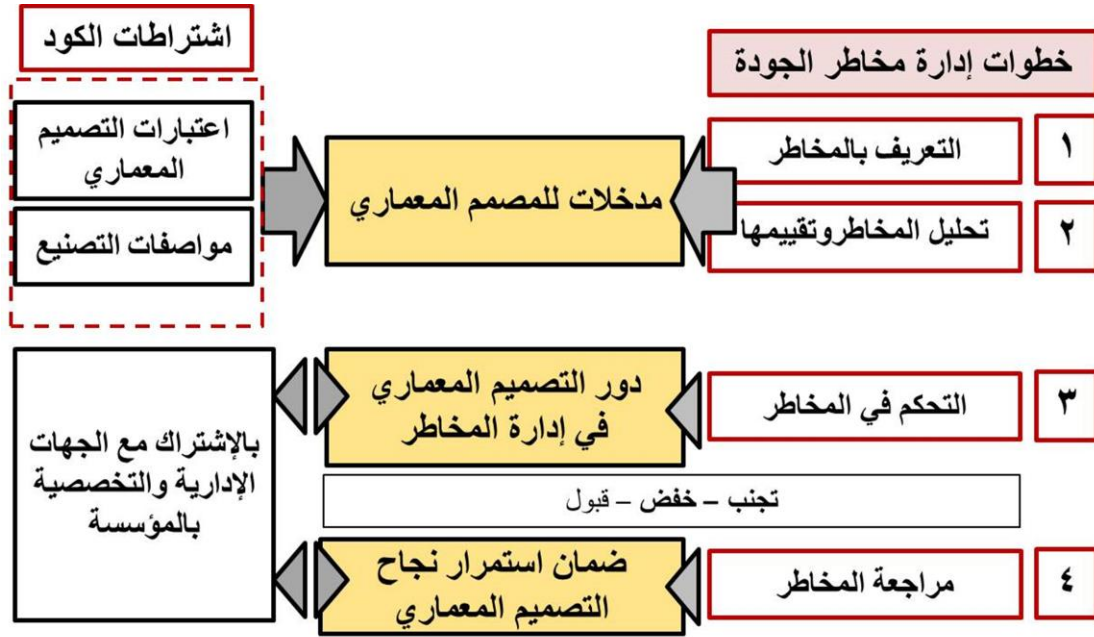 خطوات إدارة مخاطر الجودة
اشتراطات الكود
١
التعريف بالمخاطر
٢
تحليل المخاطروتقييمها
مدخلات للمصمم المعماري
اعتبارات التصميم
المعماري
مواصفات التصنيع
٣
التحكم في المخاطر
دور التصميم المعماري
في إدارة المخاطر
تجنب – خفض – قبول
٤
مراجعة المخاطر
ضمان استمرار نجاح
التصميم المعماري
بالإشتراك مع الجهات
الإدارية والتخصصية
بالمؤسسة